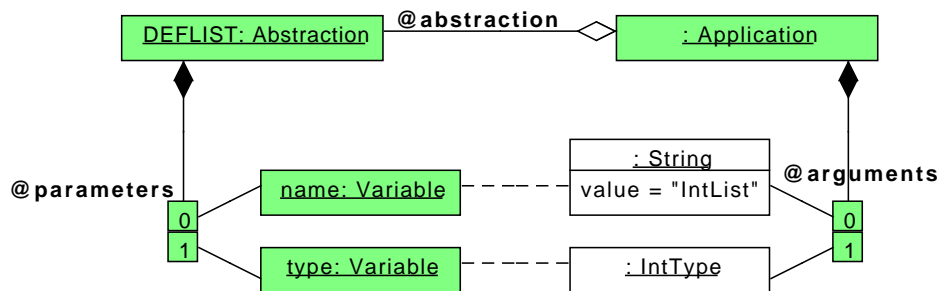 @abstraction
DEFLIST: Abstraction
: Application
: String
@parameters
name: Variable
value = "IntList"
@arguments
0
0
1
type: Variable
: IntType
1